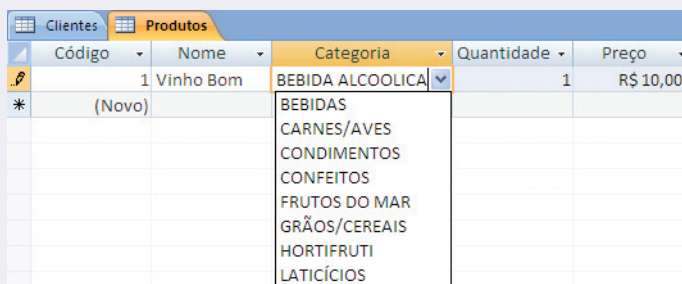 Clientes Produtos
Código Nome Categoria Quantidade Preço
1 Vinho Bom BEBIDA ALCOOLICA 1 R$ 10,00
(Novo)
BEBIDAS
CARNES/AVES
CONDIMENTOS
CONFEITOS
FRUTOS DO MAR
GRÃOS/CEREAIS
HORTIFRUTI
LATICÍCIOS